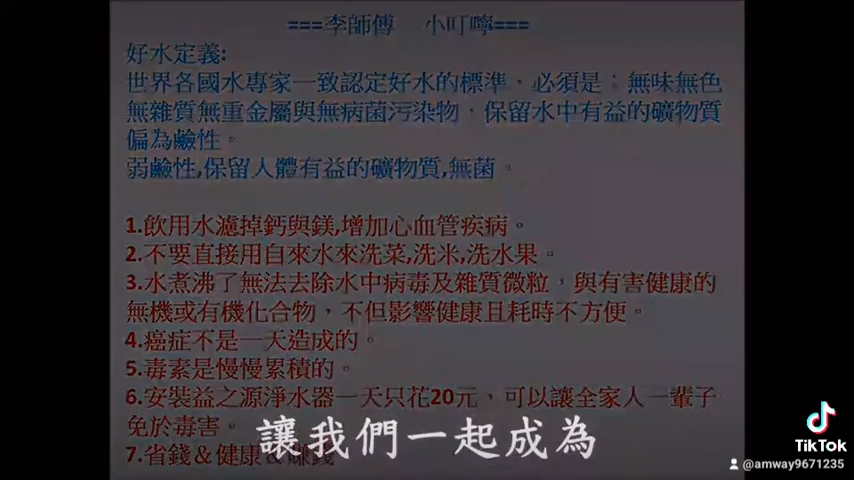 ===李師傅 小叮嚀===
好水定義:
世界各國水專家一致認定好水的標準，必須是：無味無色
無雜質無重金屬與無病菌污染物，保留水中有益的礦物質
偏為鹼性。
弱鹼性,保留人體有益的礦物質,無菌。
1.飲用水濾掉鈣與鎂,增加心血管疾病。
2.不要直接用自來水來洗菜,洗米,洗水果。
3.水煮沸了無法去除水中病毒及雜質微粒，與有害健康的
無機或有機化合物，不但影響健康且耗時不方便。
4.癌症不是一天造成的。
5.毒素是慢慢累積的。
6.安裝益之源淨水器一天只花20元，可以讓全家人一輩子
免於毒害。
7.省錢＆健康＆賺錢
讓我們一起成為
TikTok
@amway9671235